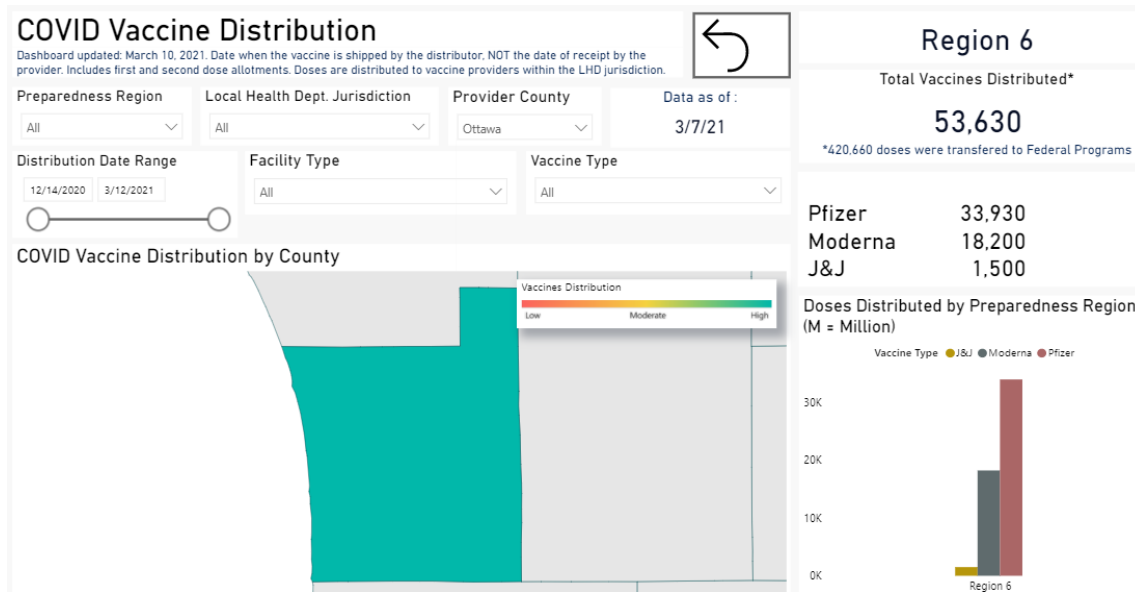 COVID Vaccine Distribution
Dashboard updated: March 10, 2021. Date when the vaccine is shipped by the distributor, NOT the date of receipt by the
provider. Includes first and second dose allotments. Doses are distributed to vaccine providers within the LHD jurisdiction.
Preparedness Region
All
Local Health Dept. Jurisdiction
All
Provider County
Ottawa
Data as of :
3/7/21
Distribution Date Range
12/14/2020 3/12/2021
Facility Type
All
Vaccine Type
All
COVID Vaccine Distribution by County
Vaccines Distribution
Low Moderate High
Region 6
Total Vaccines Distributed*
53,630
*420,660 doses were transfered to Federal Programs
Pfizer 33,930
Moderna 18,200
J&J 1,500
Doses Distributed by Preparedness Region
(M = Million)
Vaccine Type J&J Moderna Pfizer
30K
20K
10K
0K
Region 6